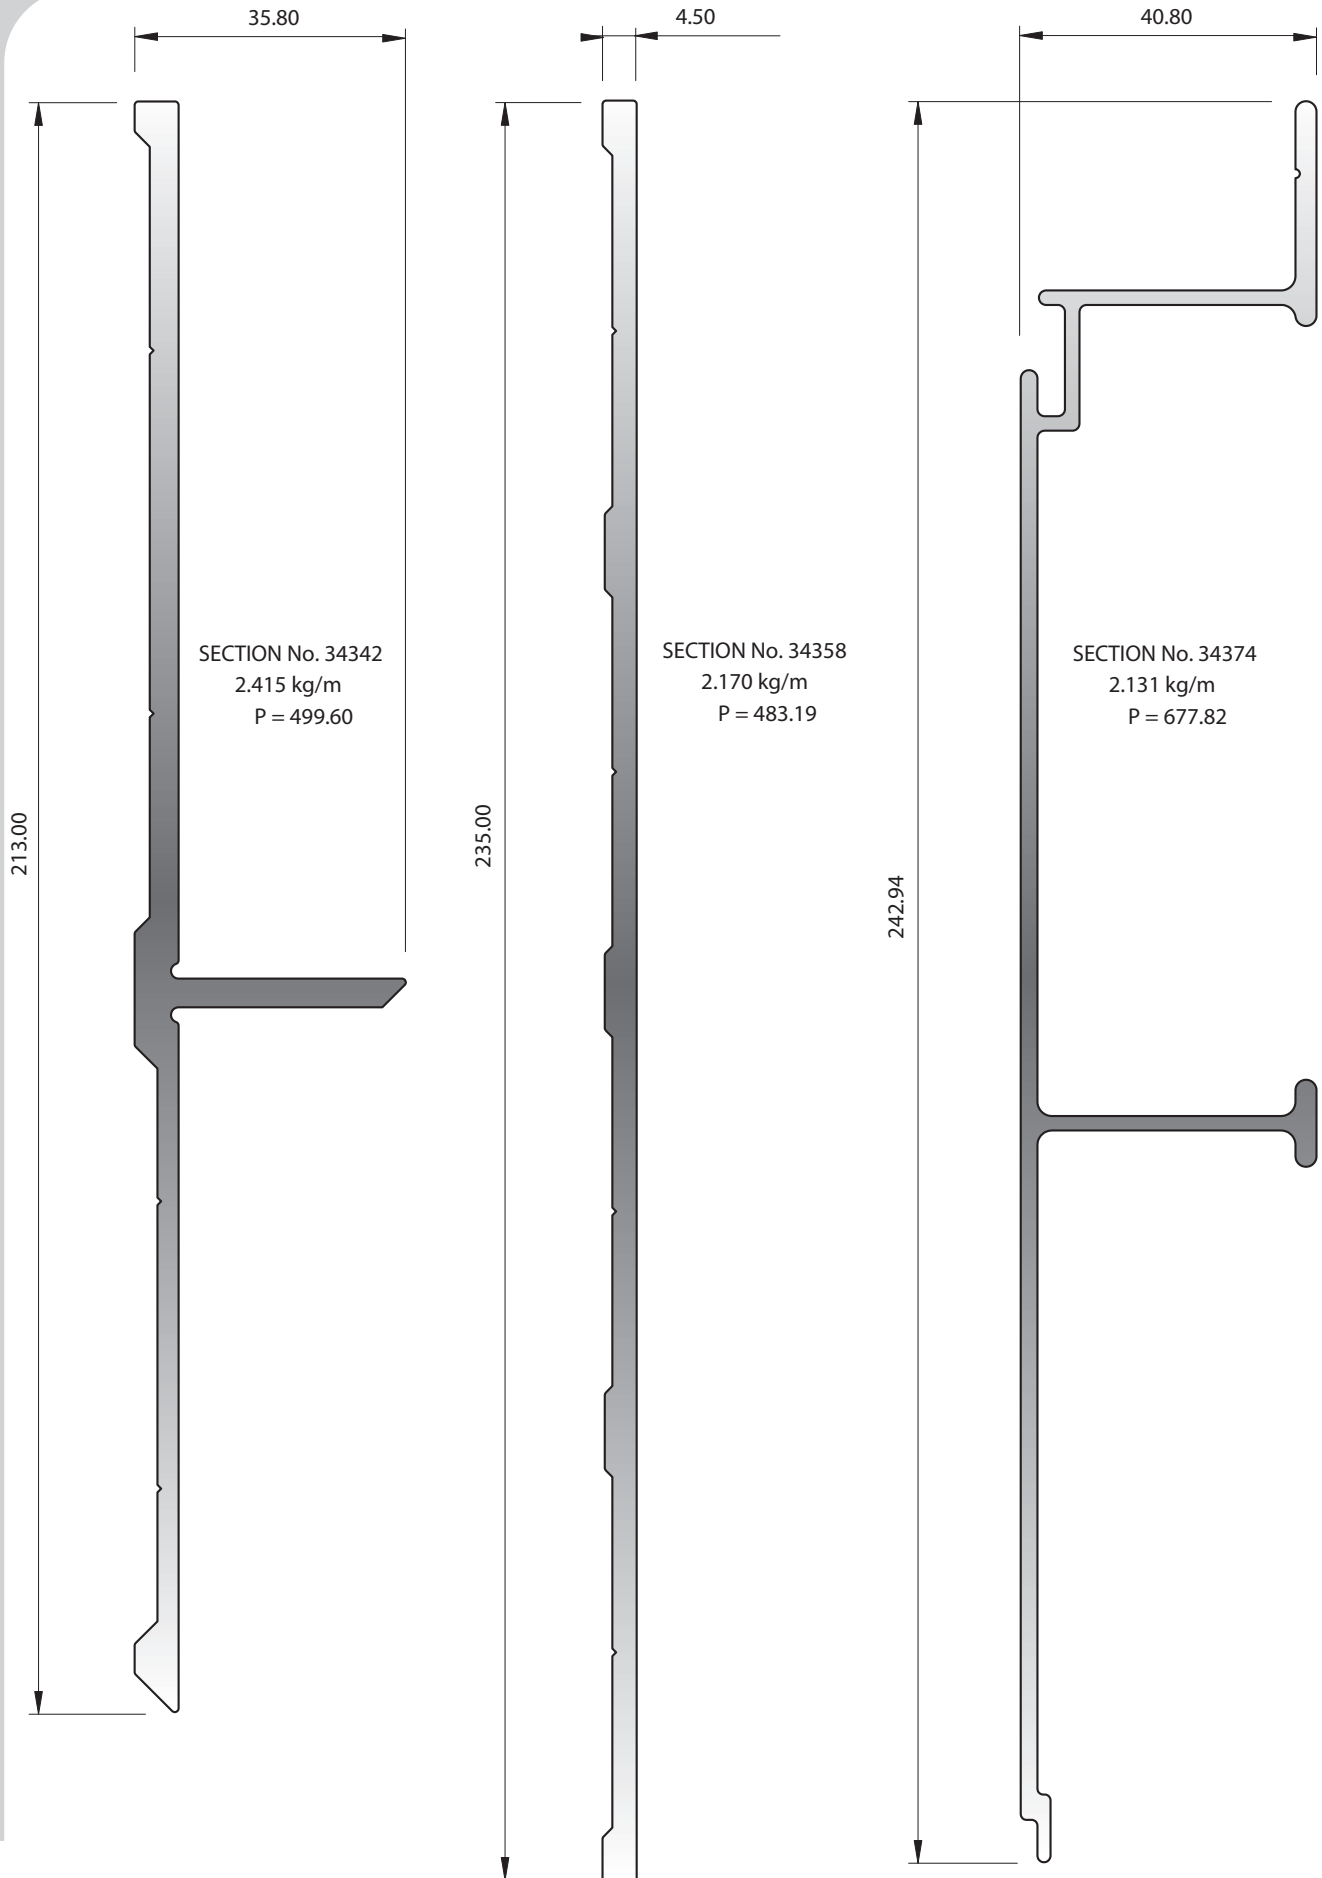 35.80
4.50
40.80
SECTION No. 34342
2.415 kg/m
P = 499.60
SECTION No. 34358
2.170 kg/m
P = 483.19
SECTION No. 34374
2.131 kg/m
P = 677.82
213.00
235.00
242.94